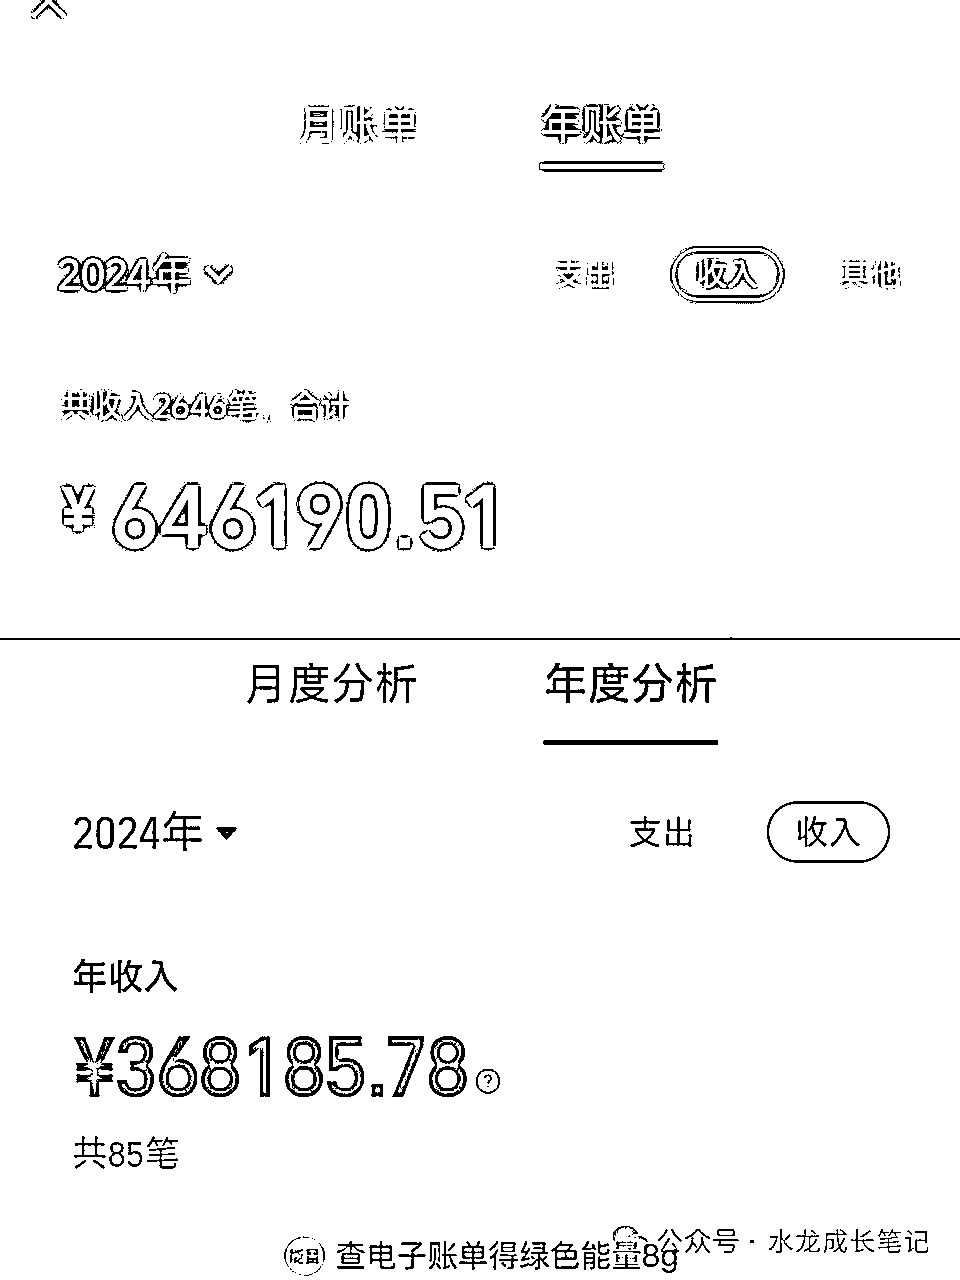 月账单 年账单
2024年 支出 收入 其他
共收入2646笔，合计
¥646190.51
月度分析 年度分析
2024年 支出 收入
年收入
¥368185.78
共85笔
查电子账单得绿色能量8g
公众号·水龙成长笔记